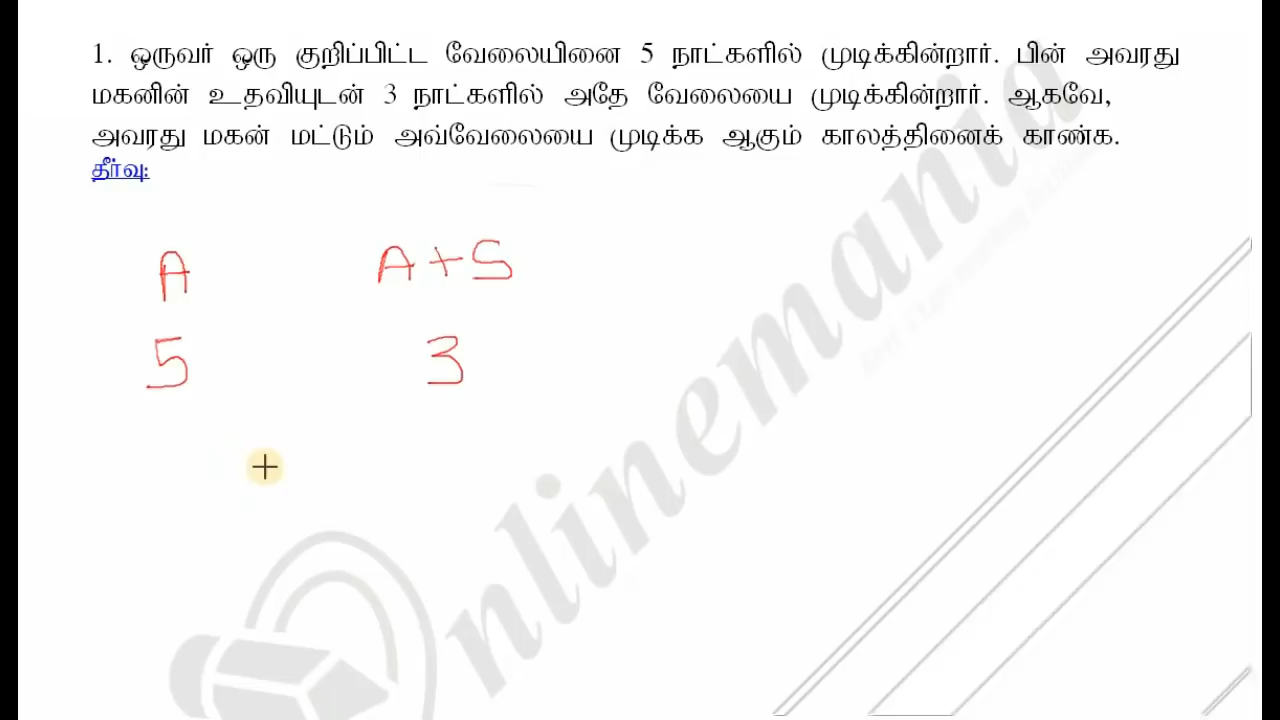 1. ஒருவர் ஒரு குறிப்பிட்ட வேலையினை 5 நாட்களில் முடிக்கின்றார். பின் அவரது
மகனின் உதவியுடன் 3 நாட்களில் அதே வேலையை முடிக்கின்றார். ஆகவே,
அவரது மகன் மட்டும் அவ்வேலையை முடிக்க ஆகும் காலத்தினைக் காண்க.
தீர்வு:
A A+S
5 3
nlinemania